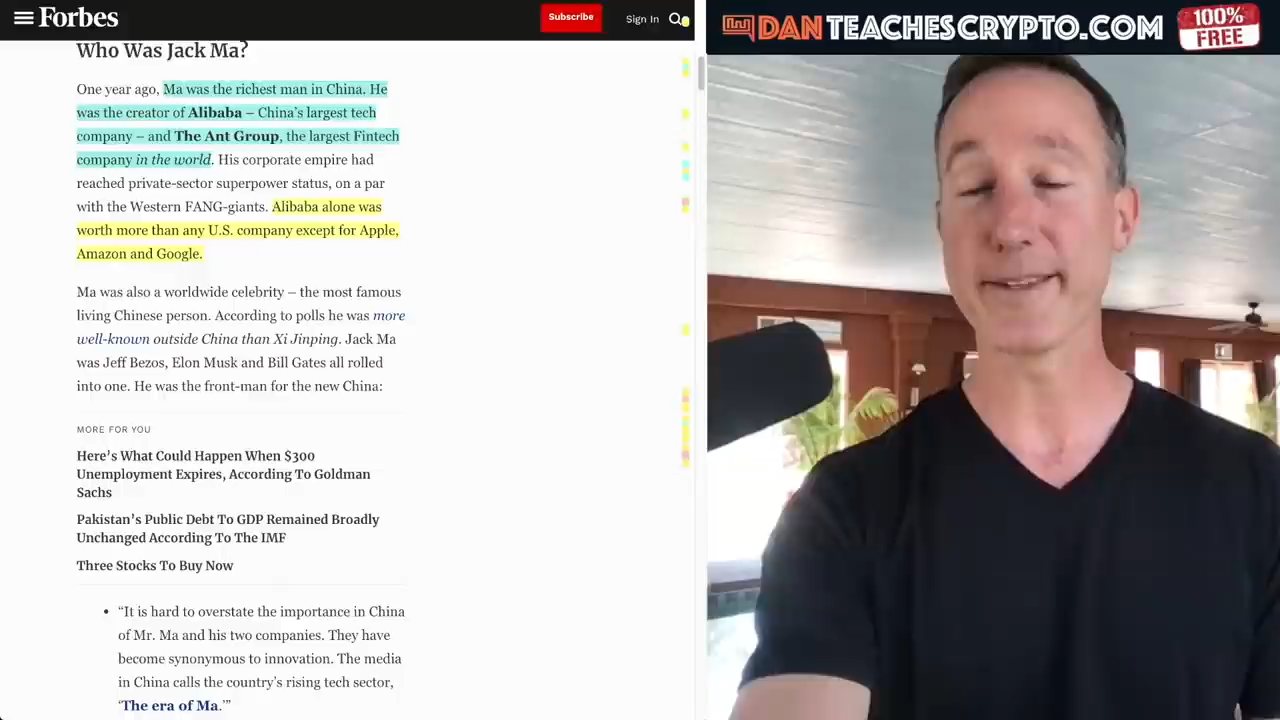 Forbes
Subscribe
Sign In
Who Was Jack Ma?
One year ago, Ma was the richest man in China. He
was the creator of Alibaba – China's largest tech
company – and The Ant Group, the largest Fintech
company in the world. His corporate empire had
reached private-sector superpower status, on a par
with the Western FANG-giants. Alibaba alone was
worth more than any U.S. company except for Apple,
Amazon and Google.
Ma was also a worldwide celebrity – the most famous
living Chinese person. According to polls he was more
well-known outside China than Xi Jinping. Jack Ma
was Jeff Bezos, Elon Musk and Bill Gates all rolled
into one. He was the front-man for the new China:
MORE FOR YOU
Here's What Could Happen When $300
Unemployment Expires, According To Goldman
Sachs
Pakistan's Public Debt To GDP Remained Broadly
Unchanged According To The IMF
Three Stocks To Buy Now
• “It is hard to overstate the importance in China
of Mr. Ma and his two companies. They have
become synonymous to innovation. The media
in China calls the country's rising tech sector,
‘The era of Ma.’”
DANTEACHESCRYPTO.COM
100%
FREE